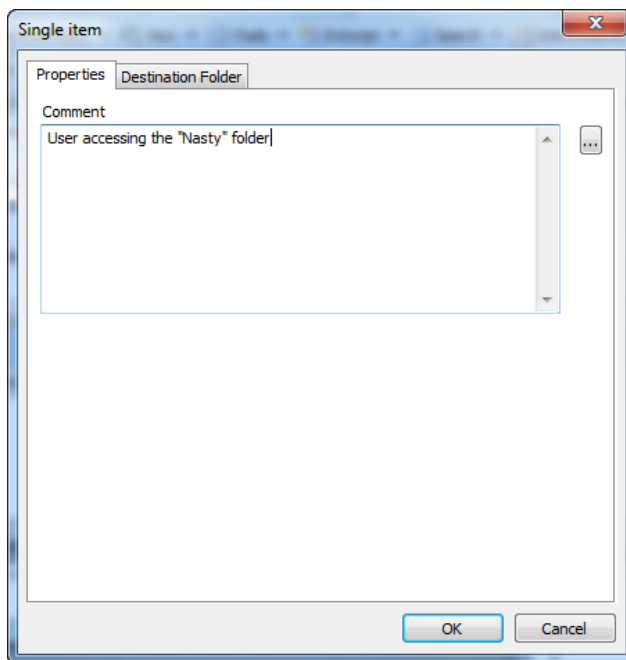 Single item
Properties
Destination Folder
Comment
User accessing the "Nasty" folder
...
OK
Cancel